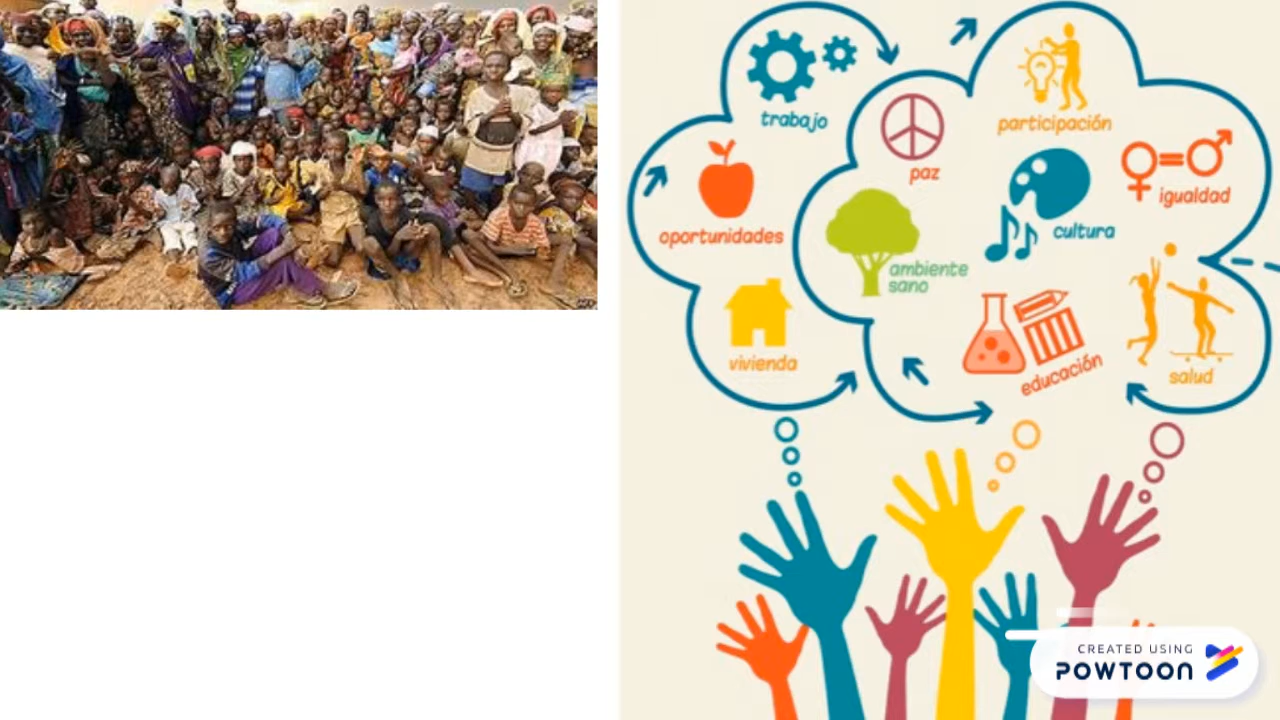 trabajo
participación
paz
igualdad
oportunidades
cultura
ambiente
sano
vivienda
educación
salud
CREATED USING
POWTOON